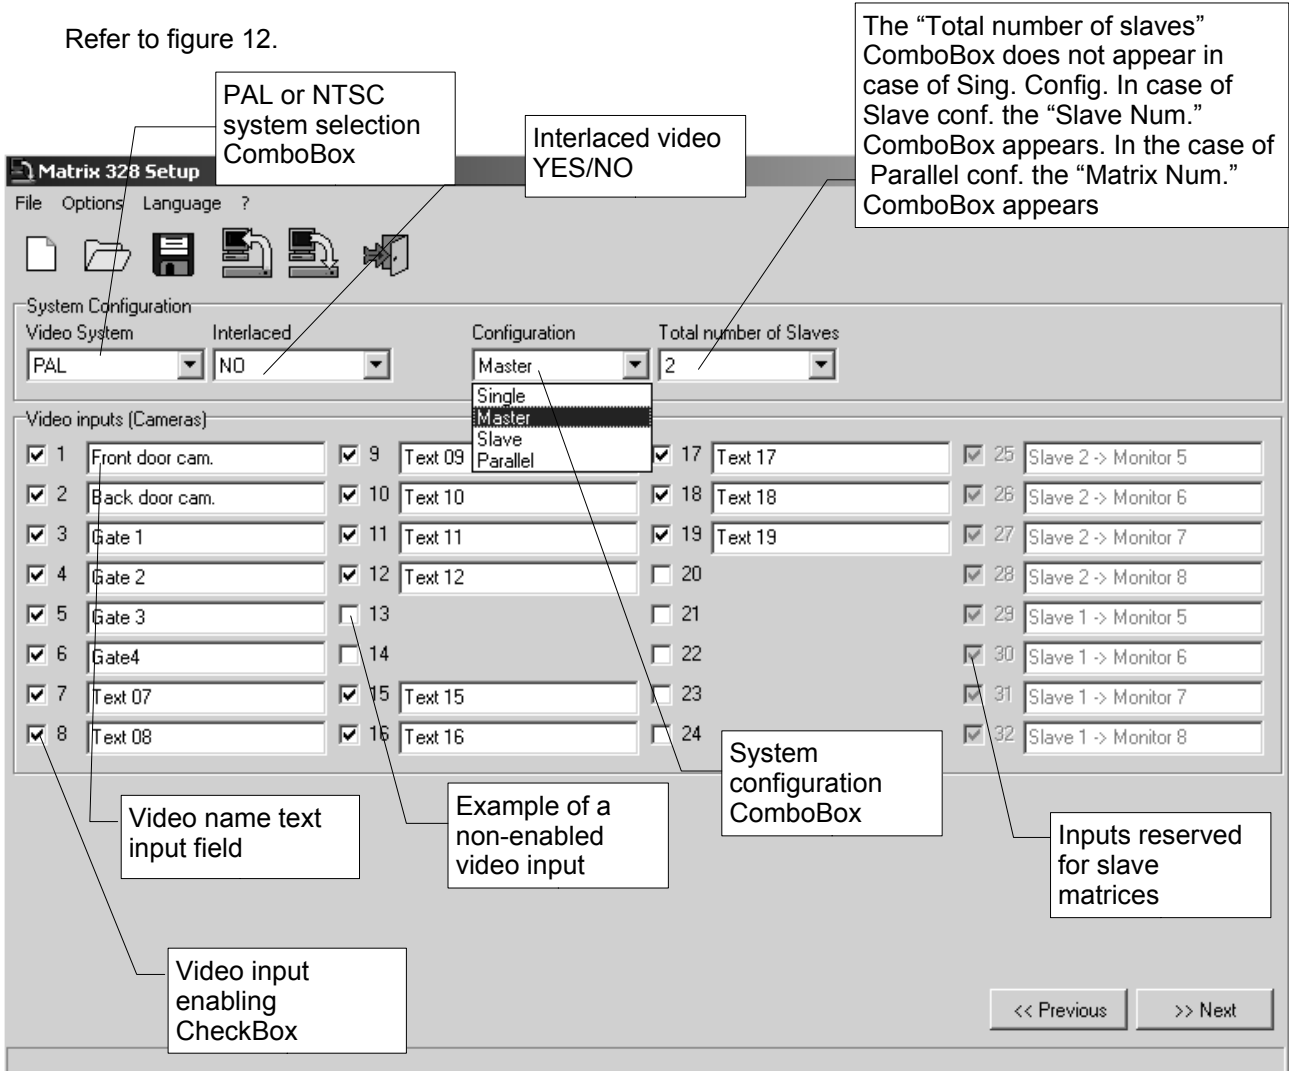 Refer to figure 12.
The “Total number of slaves”
ComboBox does not appear in
case of Sing. Config. In case of
Slave conf. the “Slave Num.”
ComboBox appears. In the case of
Parallel conf. the “Matrix Num.”
ComboBox appears
PAL or NTSC
system selection
ComboBox
Interlaced video
YES/NO
Matrix 328 Setup
File Options Language ?
System Configuration
Video System Interlaced Configuration Total number of Slaves
PAL NO Master 2
Single
Master
Slave
Parallel
Video inputs (Cameras)
1 Front door cam. 9 Text 09 17 Text 17 25 Slave 2 -> Monitor 5
2 Back door cam. 10 Text 10 18 Text 18 26 Slave 2 -> Monitor 6
3 Gate 1 11 Text 11 19 Text 19 27 Slave 2 -> Monitor 7
4 Gate 2 12 Text 12 20 28 Slave 2 -> Monitor 8
5 Gate 3 13 21 29 Slave 1 -> Monitor 5
6 Gate4 14 22 30 Slave 1 -> Monitor 6
7 Text 07 15 Text 15 23 31 Slave 1 -> Monitor 7
8 Text 08 16 Text 16 24 32 Slave 1 -> Monitor 8
System
configuration
ComboBox
Video name text
input field
Example of a
non-enabled
video input
Inputs reserved
for slave
matrices
Video input
enabling
CheckBox
<< Previous >> Next